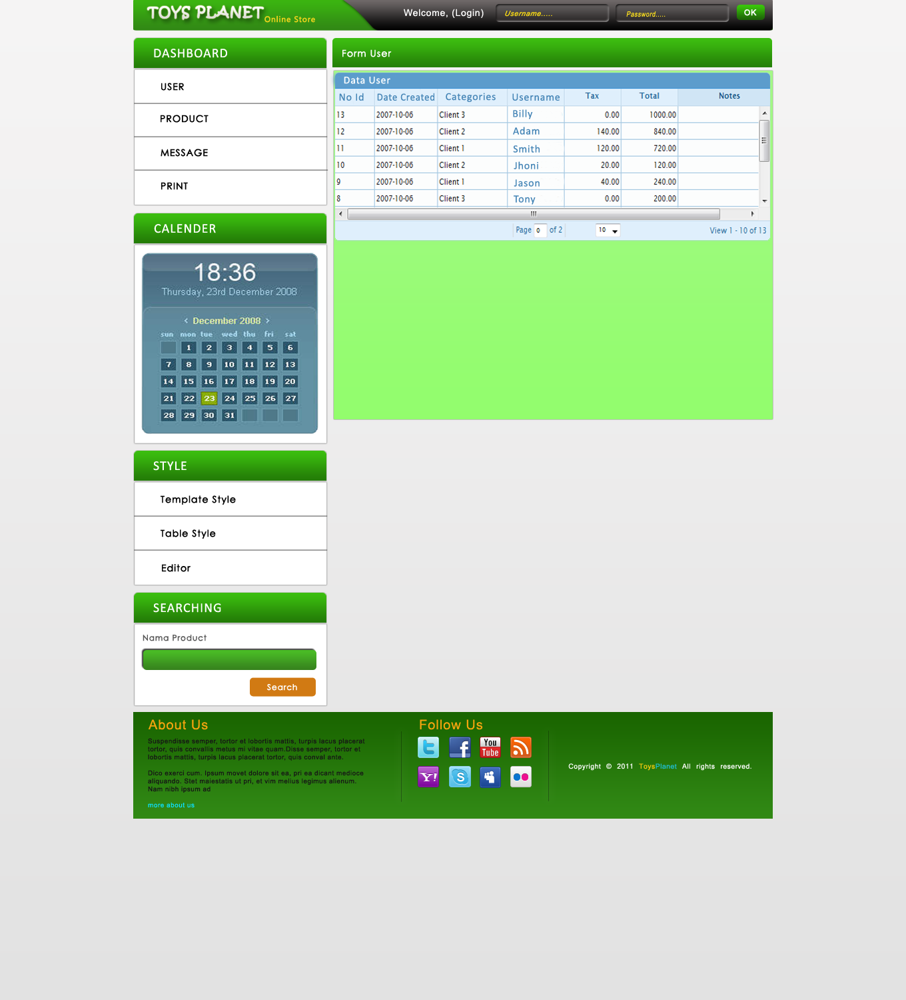 TOYS PLANET Online Store
Welcome, (Login) Username..... Password..... OK
DASHBOARD
USER
PRODUCT
MESSAGE
PRINT
Form User
Data User
No Id Date Created Categories Username Tax Total Notes
13 2007-10-06 Client 3 Billy 0.00 1000.00
12 2007-10-06 Client 2 Adam 140.00 840.00
11 2007-10-06 Client 1 Smith 120.00 720.00
10 2007-10-06 Client 2 Jhoni 20.00 120.00
9 2007-10-06 Client 1 Jason 40.00 240.00
8 2007-10-06 Client 3 Tony 0.00 200.00
Page 0 of 2 10 View 1 - 10 of 13
CALENDER
18:36
Thursday, 23rd December 2008
‹ December 2008 ›
sun mon tue wed thu fri sat
1 2 3 4 5 6
7 8 9 10 11 12 13
14 15 16 17 18 19 20
21 22 23 24 25 26 27
28 29 30 31
STYLE
Template Style
Table Style
Editor
SEARCHING
Nama Product
Search
About Us
Suspendisse semper, tortor et lobortis mattis, turpis lacus placerat
tortor, quis convallis metus mi vitae quam.Disse semper, tortor et
lobortis mattis, turpis lacus placerat tortor, quis conval ante.
Dico exerci cum. Ipsum movet dolore sit ea, pri ea dicant mediocre
aliquando. Stet maiestatis ut pri, et vim melius legimus alienum.
Nam nibh ipsum ad
more about us
Follow Us
You
Tube
Y!
Copyright © 2011 ToysPlanet All rights reserved.